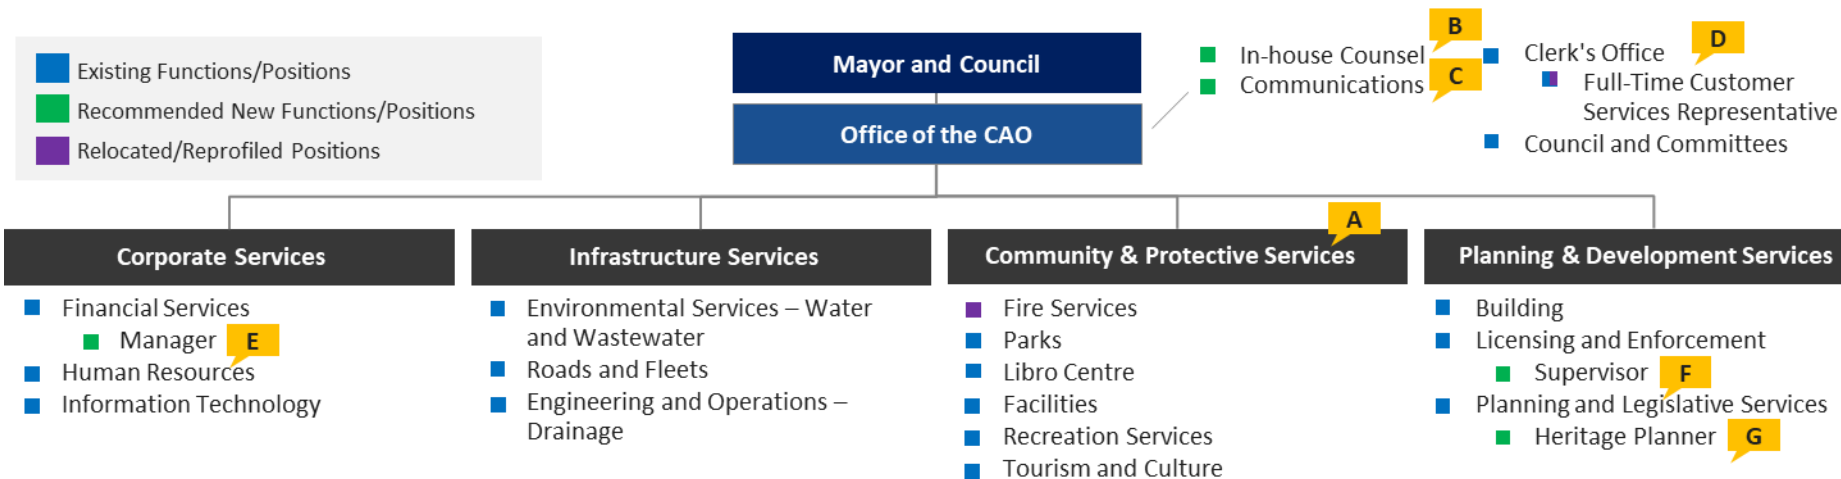 Existing Functions/Positions
Recommended New Functions/Positions
Relocated/Reprofiled Positions
Mayor and Council
Office of the CAO
B
In-house Counsel
C
Communications
D
Clerk's Office
Full-Time Customer
Services Representative
Council and Committees
Corporate Services
Financial Services
Manager
E
Human Resources
Information Technology
Infrastructure Services
Environmental Services – Water
and Wastewater
Roads and Fleets
Engineering and Operations –
Drainage
A
Community & Protective Services
Fire Services
Parks
Libro Centre
Facilities
Recreation Services
Tourism and Culture
Planning & Development Services
Building
Licensing and Enforcement
Supervisor
F
Planning and Legislative Services
Heritage Planner
G